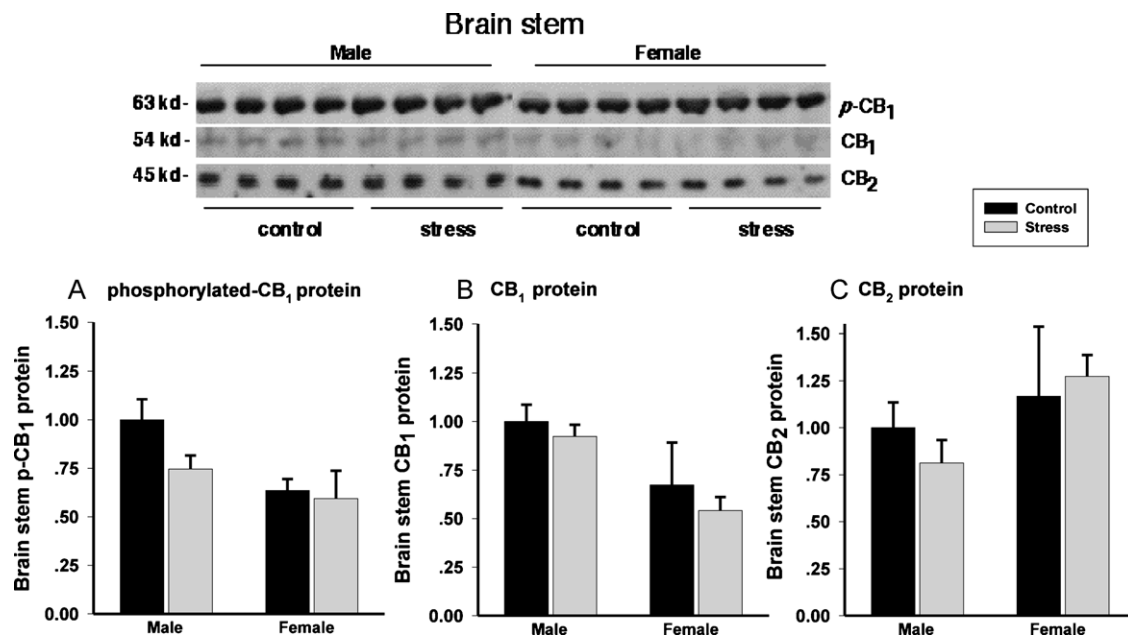 Brain stem
Male Female
63 kd- p-CB1
54 kd - CB1
45 kd- CB2
control stress control stress
Control
Stress
A phosphorylated-CB1 protein
Brain stem p-CB1 protein
1.50
1.25
1.00
.75
.50
.25
0.00
Male Female
B CB1 protein
Brain stem CB1 protein
1.50
1.25
1.00
.75
.50
.25
0.00
Male Female
C CB2 protein
Brain stem CB2 protein
1.50
1.25
1.00
.75
.50
.25
0.00
Male Female